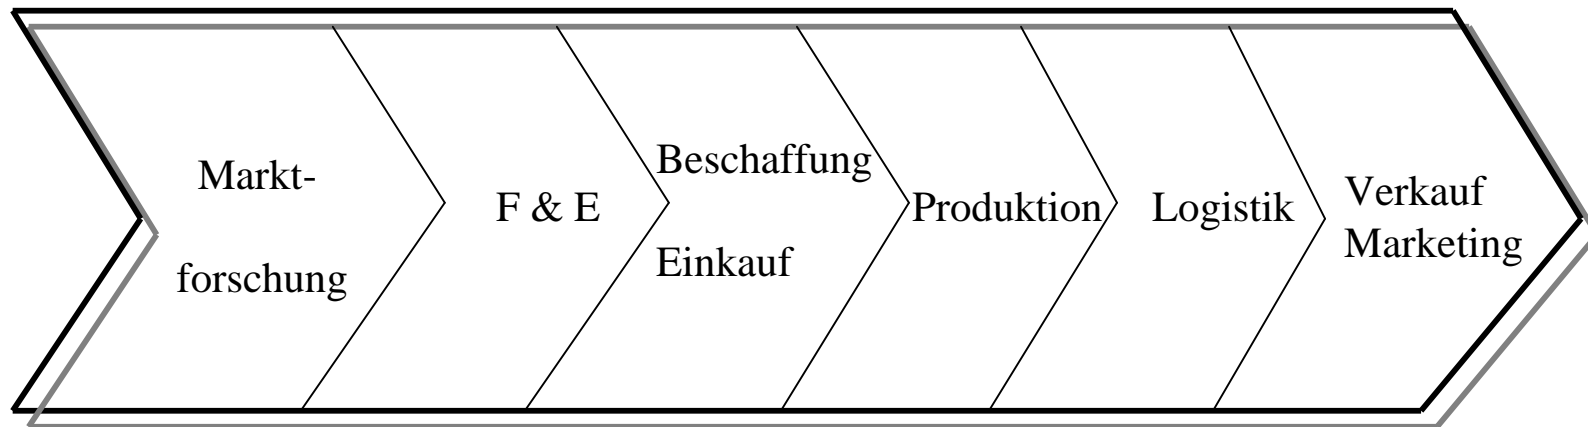 Markt-
forschung
F & E
Beschaffung
Einkauf
Produktion
Logistik
Verkauf
Marketing